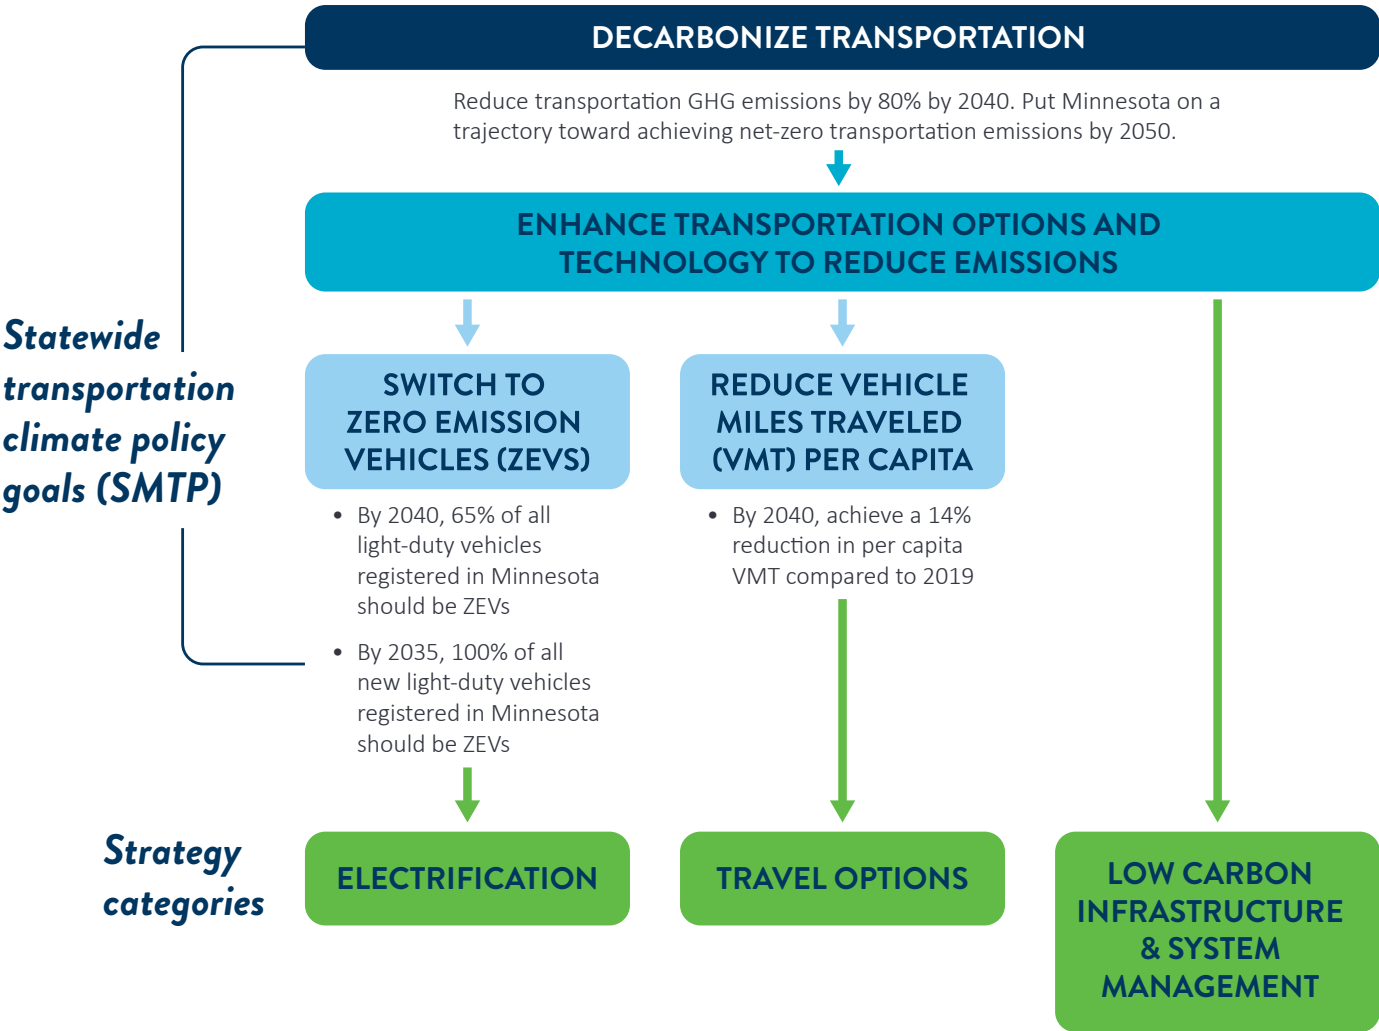 DECARBONIZE TRANSPORTATION
Reduce transportation GHG emissions by 80% by 2040. Put Minnesota on a
trajectory toward achieving net-zero transportation emissions by 2050.
ENHANCE TRANSPORTATION OPTIONS AND
TECHNOLOGY TO REDUCE EMISSIONS
Statewide
transportation
climate policy
goals (SMTP)
SWITCH TO
ZERO EMISSION
VEHICLES (ZEVS)
• By 2040, 65% of all
light-duty vehicles
registered in Minnesota
should be ZEVs
• By 2035, 100% of all
new light-duty vehicles
registered in Minnesota
should be ZEVs
REDUCE VEHICLE
MILES TRAVELED
(VMT) PER CAPITA
• By 2040, achieve a 14%
reduction in per capita
VMT compared to 2019
Strategy
categories
ELECTRIFICATION
TRAVEL OPTIONS
LOW CARBON
INFRASTRUCTURE
& SYSTEM
MANAGEMENT